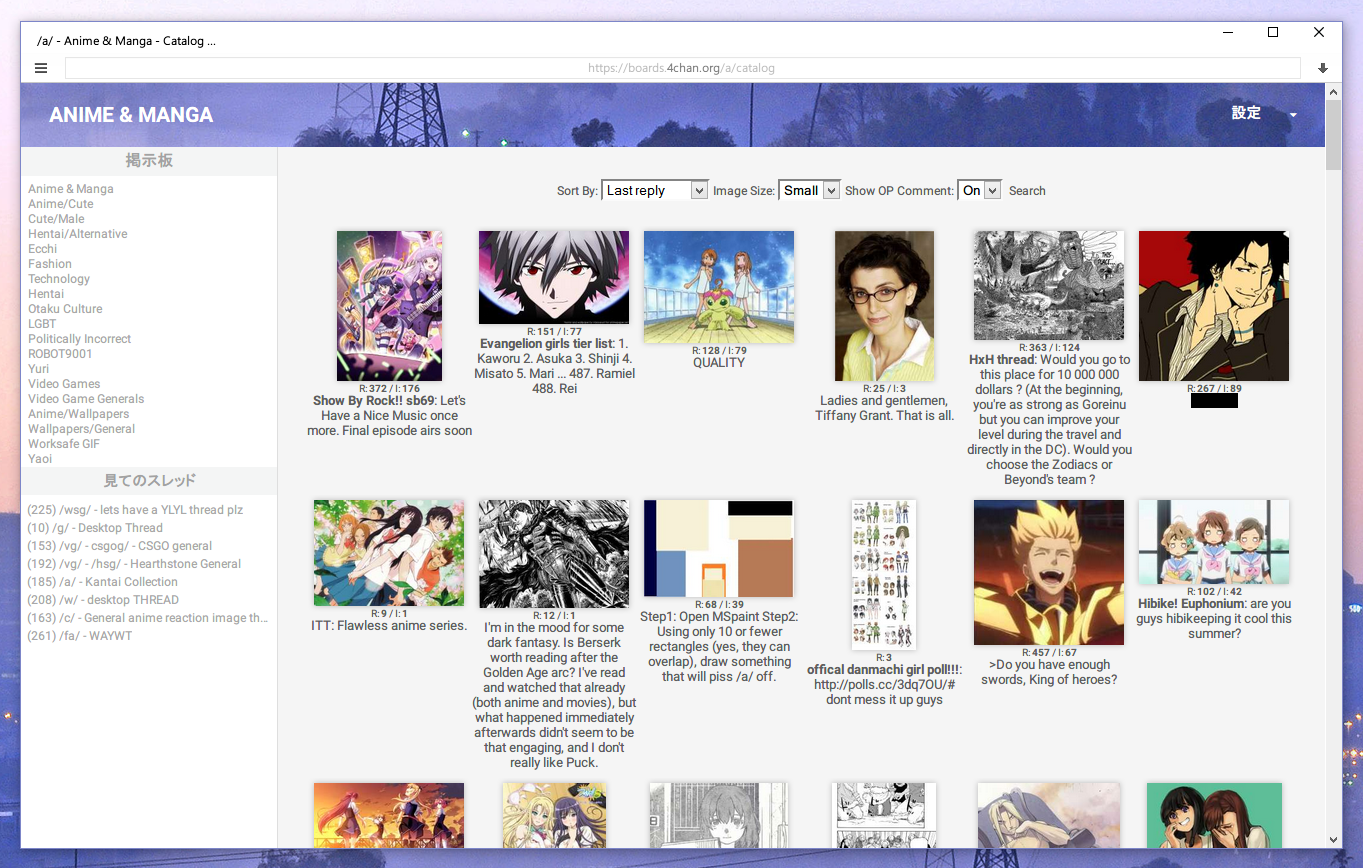 /a/ - Anime & Manga - Catalog ...
https://boards.4chan.org/a/catalog
ANIME & MANGA
設定
掲示板
Anime & Manga
Anime/Cute
Cute/Male
Hentai/Alternative
Ecchi
Fashion
Technology
Hentai
Otaku Culture
LGBT
Politically Incorrect
ROBOT9001
Yuri
Video Games
Video Game Generals
Anime/Wallpapers
Wallpapers/General
Worksafe GIF
Yaoi
見てのスレッド
(225) /wsg/ - lets have a YLYL thread plz
(10) /g/ - Desktop Thread
(153) /vg/ - csgog/ - CSGO general
(192) /vg/ - /hsg/ - Hearthstone General
(185) /a/ - Kantai Collection
(208) /w/ - desktop THREAD
(163) /c/ - General anime reaction image th...
(261) /fa/ - WAYWT
Sort By: Last reply Image Size: Small Show OP Comment: On Search
R: 372 / I: 176
Show By Rock!! sb69: Let's
Have a Nice Music once
more. Final episode airs soon
R: 151 / I: 77
Evangelion girls tier list: 1.
Kaworu 2. Asuka 3. Shinji 4.
Misato 5. Mari ... 487. Ramiel
488. Rei
R: 128 / I: 79
QUALITY
R: 25 / I: 3
Ladies and gentlemen,
Tiffany Grant. That is all.
THIS
PLACE...
R: 363 / I: 124
HxH thread: Would you go to
this place for 10 000 000
dollars ? (At the beginning,
you're as strong as Goreinu
but you can improve your
level during the travel and
directly in the DC). Would you
choose the Zodiacs or
Beyond's team ?
R: 267 / I: 89
R: 9 / I: 1
ITT: Flawless anime series.
R: 12 / I: 1
I'm in the mood for some
dark fantasy. Is Berserk
worth reading after the
Golden Age arc? I've read
and watched that already
(both anime and movies), but
what happened immediately
afterwards didn't seem to be
that engaging, and I don't
really like Puck.
R: 68 / I: 39
Step1: Open MSpaint Step2:
Using only 10 or fewer
rectangles (yes, they can
overlap), draw something
that will piss /a/ off.
R: 3
offical danmachi girl poll!!!:
http://polls.cc/3dq7OU/#
dont mess it up guys
R: 457 / I: 67
>Do you have enough
swords, King of heroes?
R: 102 / I: 42
Hibike! Euphonium: are you
guys hibikeeping it cool this
summer?